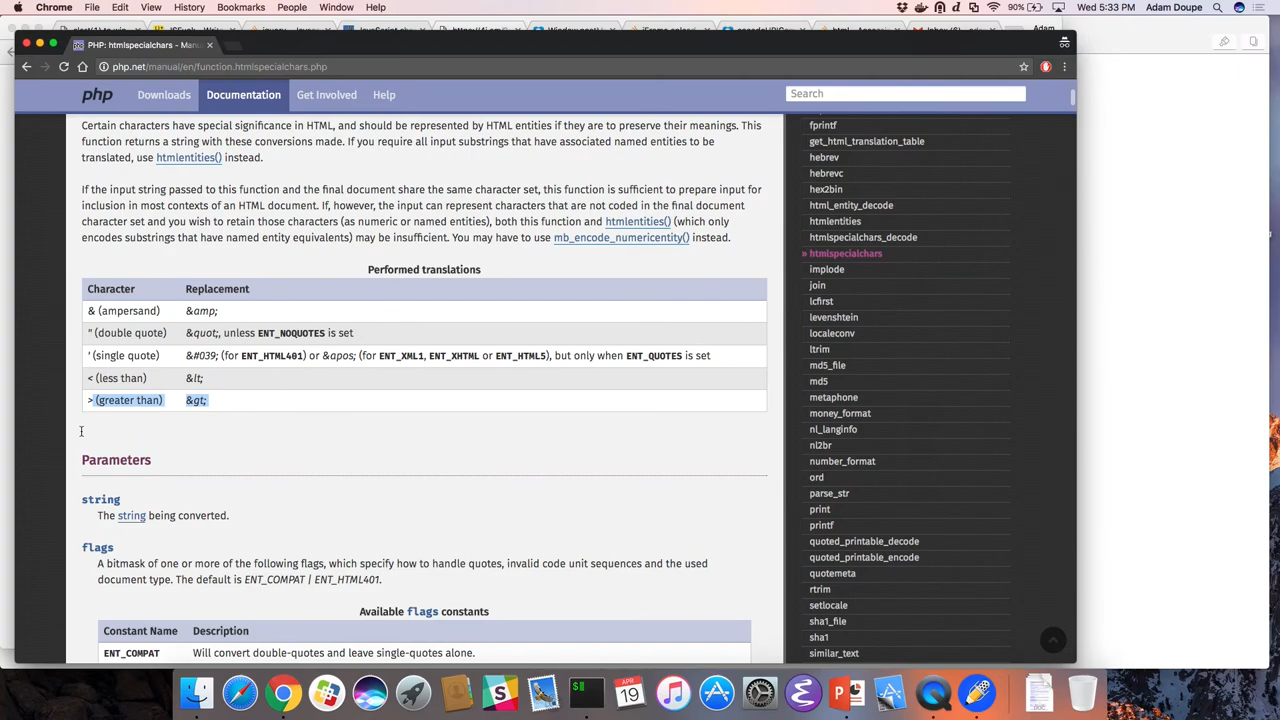 Chrome File Edit View History Bookmarks People Window Help
90% Wed 5:33 PM Adam Doupe
Adam
PHP: htmlspecialchars - Manu
php.net/manual/en/function.htmlspecialchars.php
php Downloads Documentation Get Involved Help Search
Certain characters have special significance in HTML, and should be represented by HTML entities if they are to preserve their meanings. This
function returns a string with these conversions made. If you require all input substrings that have associated named entities to be
translated, use htmlentities() instead.
If the input string passed to this function and the final document share the same character set, this function is sufficient to prepare input for
inclusion in most contexts of an HTML document. If, however, the input can represent characters that are not coded in the final document
character set and you wish to retain those characters (as numeric or named entities), both this function and htmlentities() (which only
encodes substrings that have named entity equivalents) may be insufficient. You may have to use mb_encode_numericentity() instead.
Performed translations
Character Replacement
& (ampersand) &amp;
" (double quote) &quot;, unless ENT_NOQUOTES is set
' (single quote) &#039; (for ENT_HTML401) or &apos; (for ENT_XML1, ENT_XHTML or ENT_HTML5), but only when ENT_QUOTES is set
< (less than) &lt;
> (greater than) &gt;
Parameters
string
The string being converted.
flags
A bitmask of one or more of the following flags, which specify how to handle quotes, invalid code unit sequences and the used
document type. The default is ENT_COMPAT | ENT_HTML401.
Available flags constants
Constant Name Description
ENT_COMPAT Will convert double-quotes and leave single-quotes alone.
fprintf
get_html_translation_table
hebrev
hebrevc
hex2bin
html_entity_decode
htmlentities
htmlspecialchars_decode
» htmlspecialchars
implode
join
lcfirst
levenshtein
localeconv
ltrim
md5_file
md5
metaphone
money_format
nl_langinfo
nl2br
number_format
ord
parse_str
print
printf
quoted_printable_decode
quoted_printable_encode
quotemeta
rtrim
setlocale
sha1_file
sha1
similar_text
APR
19